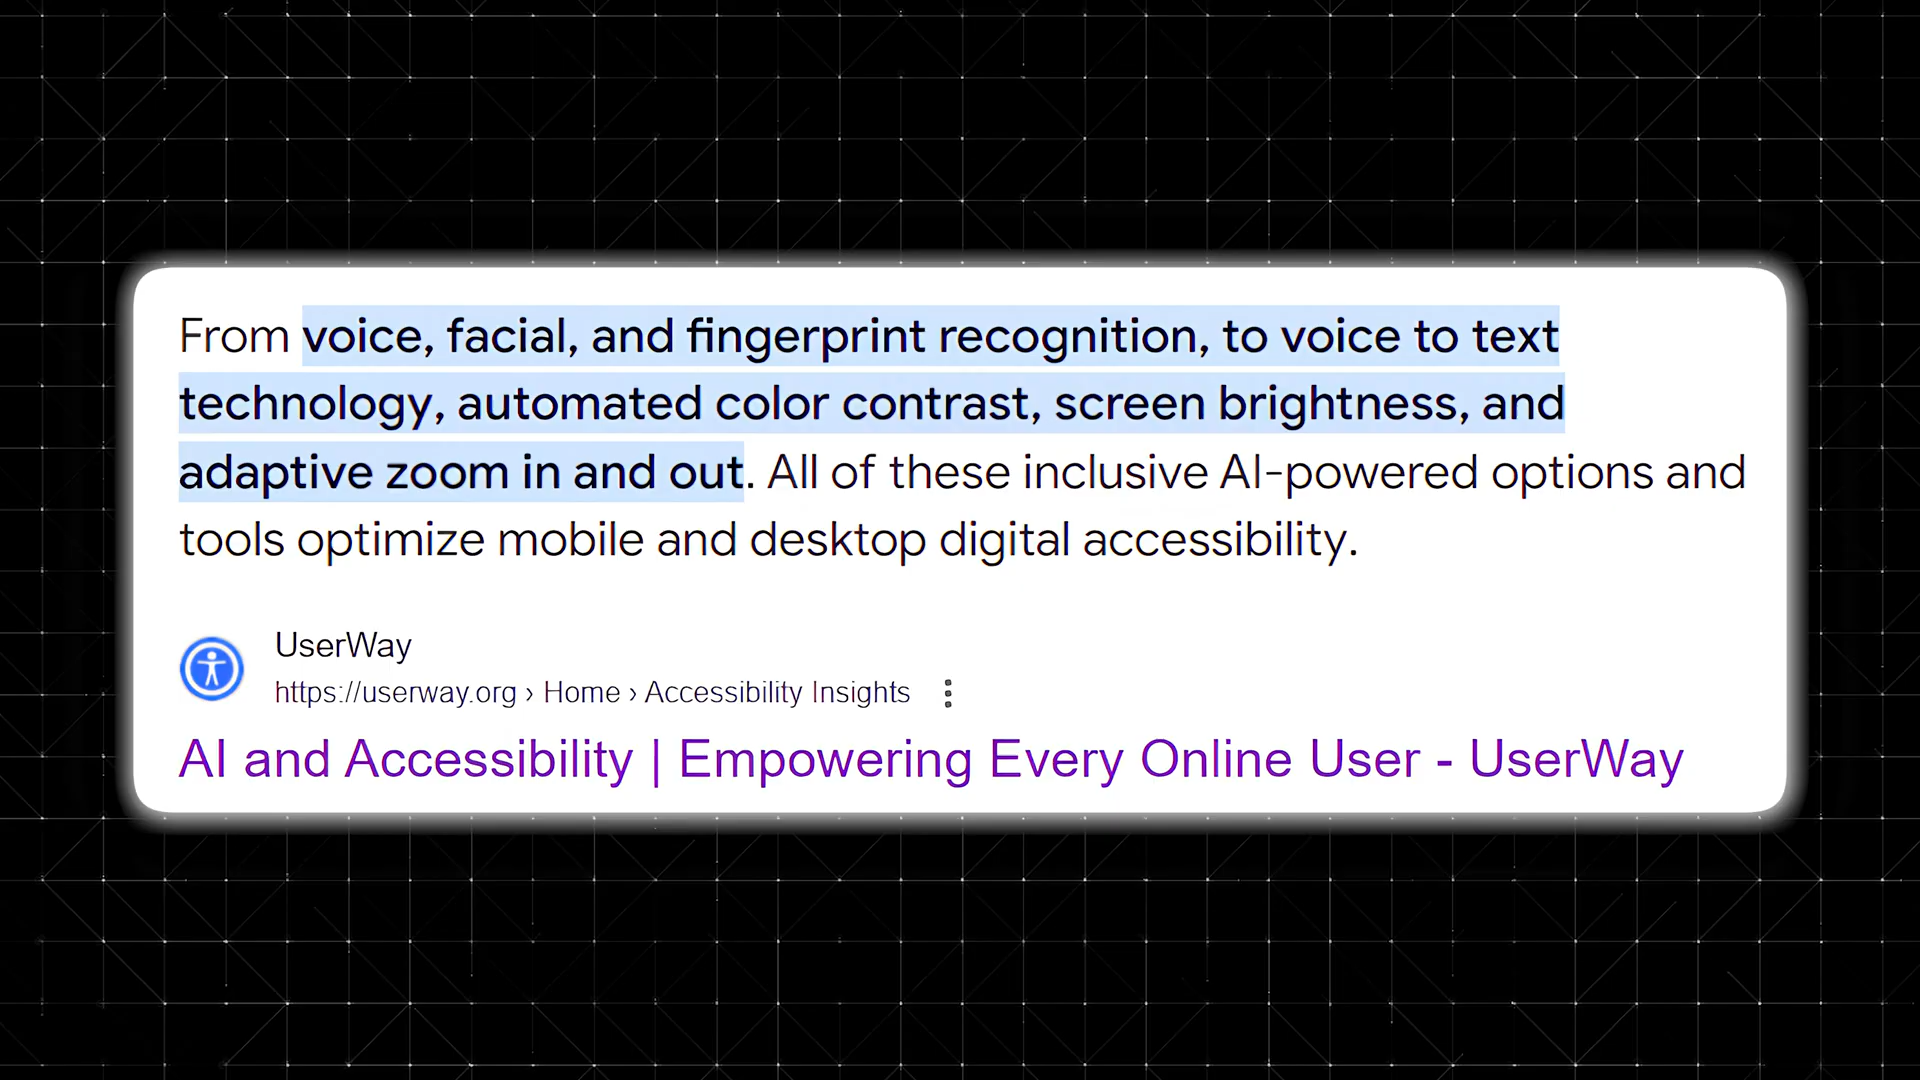 From voice, facial, and fingerprint recognition, to voice to text
technology, automated color contrast, screen brightness, and
adaptive zoom in and out. All of these inclusive AI-powered options and
tools optimize mobile and desktop digital accessibility.
UserWay
https://userway.org › Home › Accessibility Insights
AI and Accessibility | Empowering Every Online User - UserWay